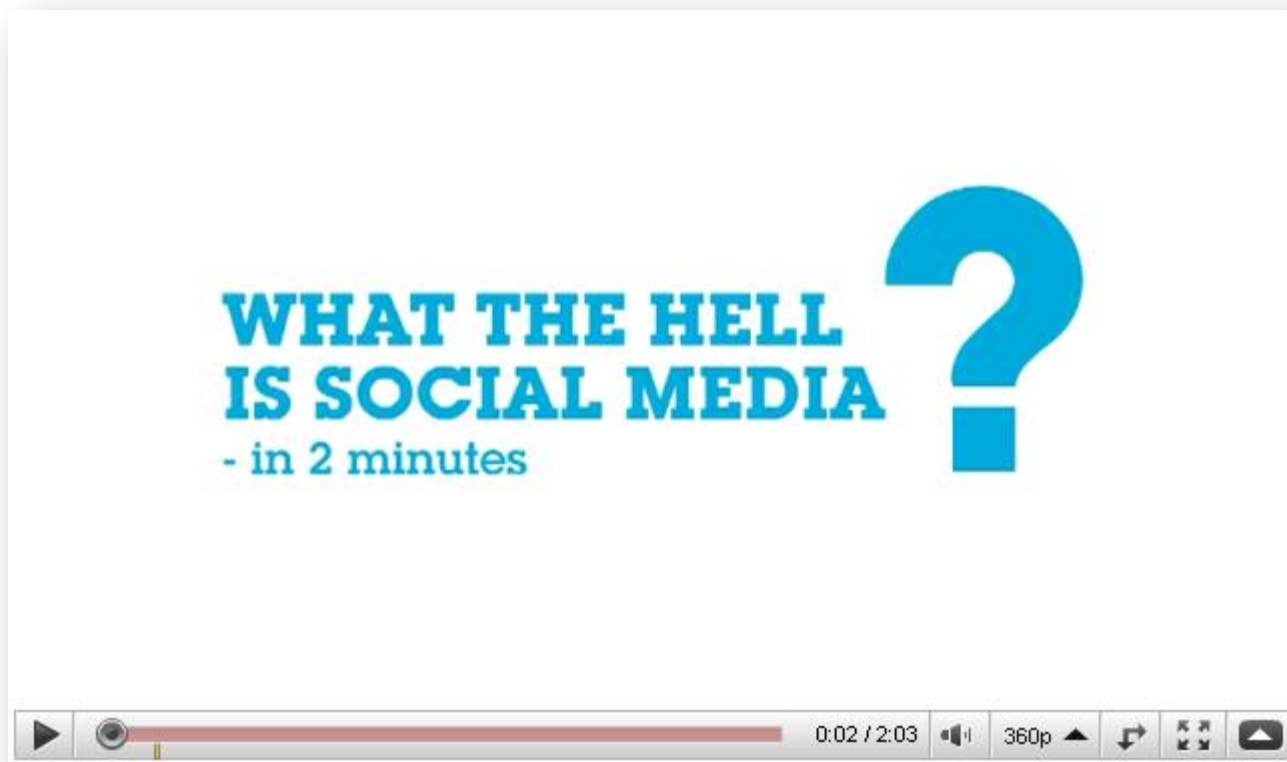 WHAT THE HELL
IS SOCIAL MEDIA
- in 2 minutes
?
0:02 / 2:03
360p